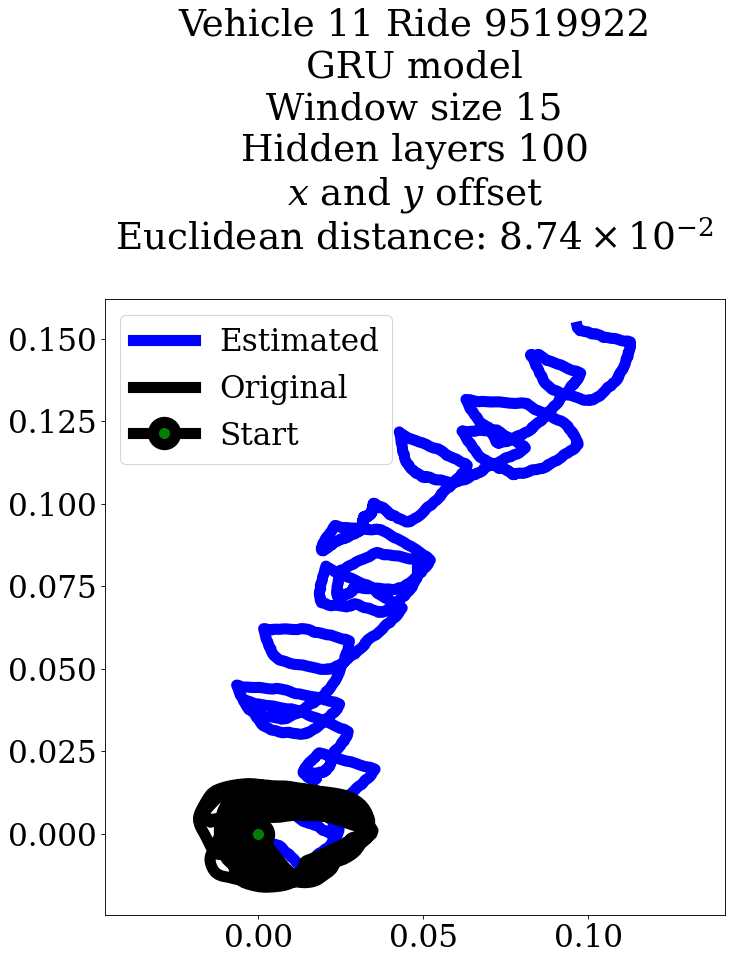 Vehicle 11 Ride 9519922
GRU model
Window size 15
Hidden layers 100
x and y offset
Euclidean distance: 8.74 × 10⁻²
Estimated
Original
Start
0.150
0.125
0.100
0.075
0.050
0.025
0.000
0.00 0.05 0.10